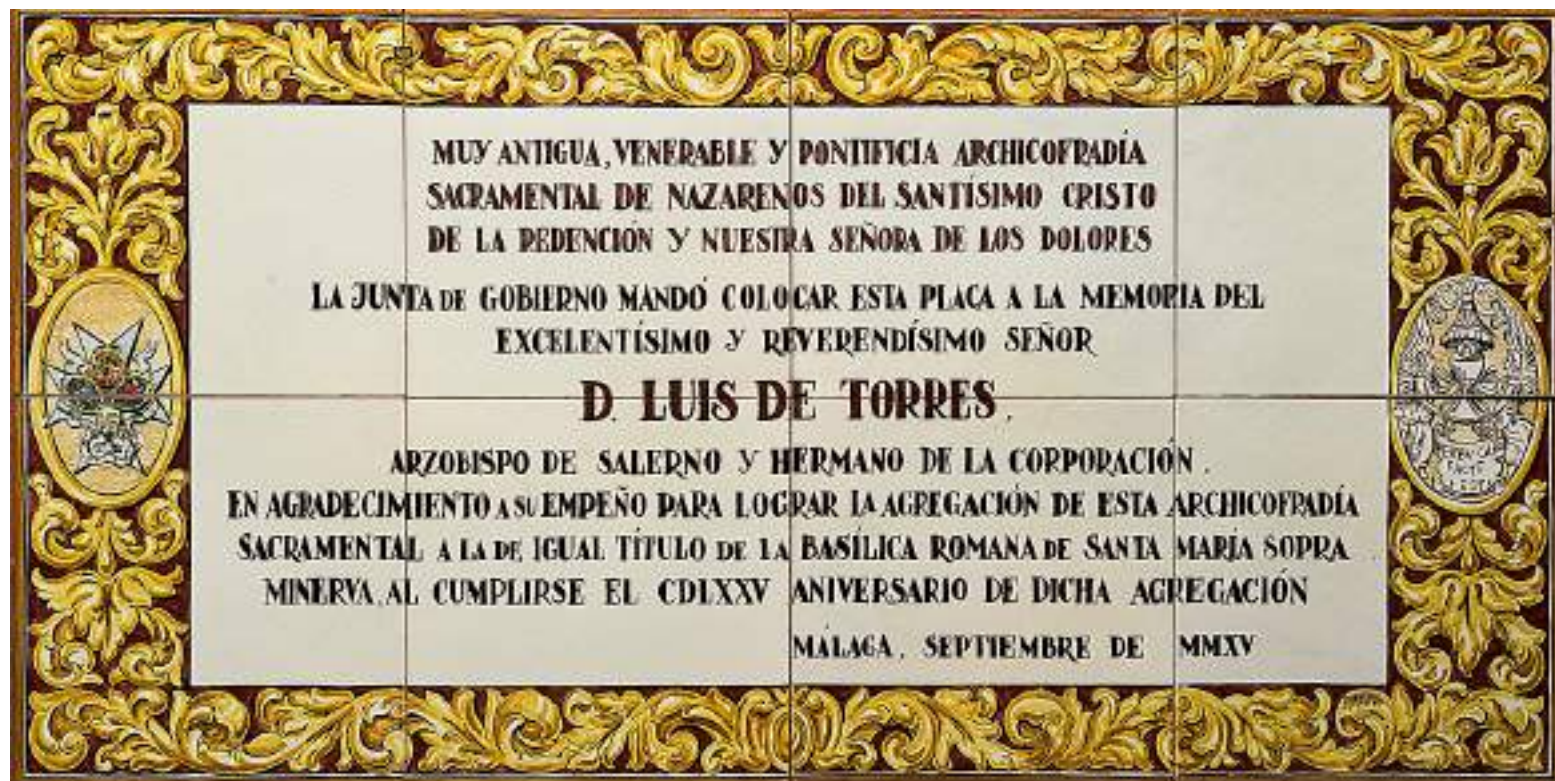 MUY ANTIGUA, VENERABLE Y PONTIFICIA ARCHICOFRADÍA
SACRAMENTAL DE NAZARENOS DEL SANTÍSIMO CRISTO
DE LA REDENCIÓN Y NUESTRA SEÑORA DE LOS DOLORES
LA JUNTA DE GOBIERNO MANDÓ COLOCAR ESTA PLACA A LA MEMORIA DEL
EXCELENTÍSIMO Y REVERENDÍSIMO SEÑOR
D. LUIS DE TORRES,
ARZOBISPO DE SALERNO Y HERMANO DE LA CORPORACIÓN,
EN AGRADECIMIENTO A SU EMPEÑO PARA LOGRAR LA AGREGACIÓN DE ESTA ARCHICOFRADÍA
SACRAMENTAL A LA DE IGUAL TÍTULO DE LA BASÍLICA ROMANA DE SANTA MARÍA SOPRA
MINERVA, AL CUMPLIRSE EL CDLXXV ANIVERSARIO DE DICHA AGREGACIÓN
MÁLAGA, SEPTIEMBRE DE MMXV